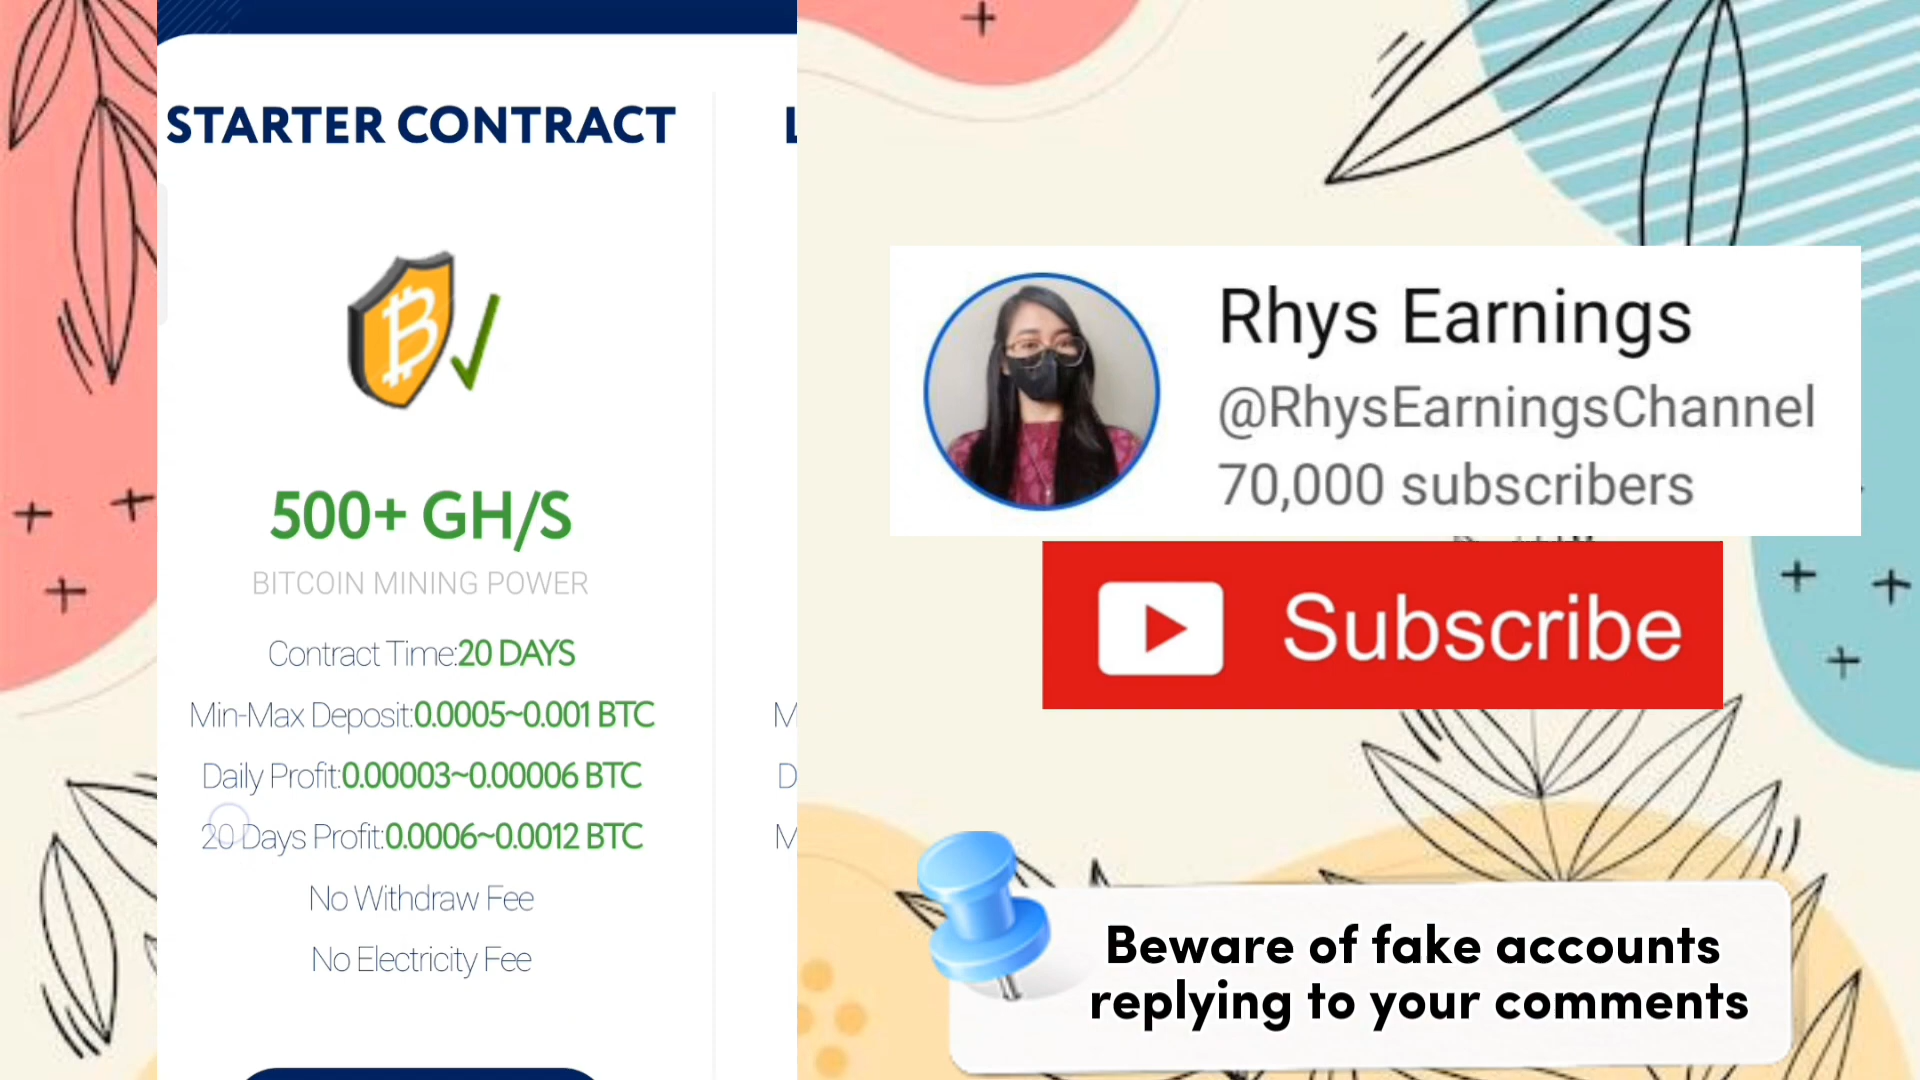 STARTER CONTRACT
500+ GH/S
BITCOIN MINING POWER
Contract Time:20 DAYS
Min-Max Deposit:0.0005~0.001 BTC
Daily Profit:0.00003~0.00006 BTC
20 Days Profit:0.0006~0.0012 BTC
No Withdraw Fee
No Electricity Fee
Rhys Earnings
@RhysEarningsChannel
70,000 subscribers
Subscribe
Beware of fake accounts
replying to your comments